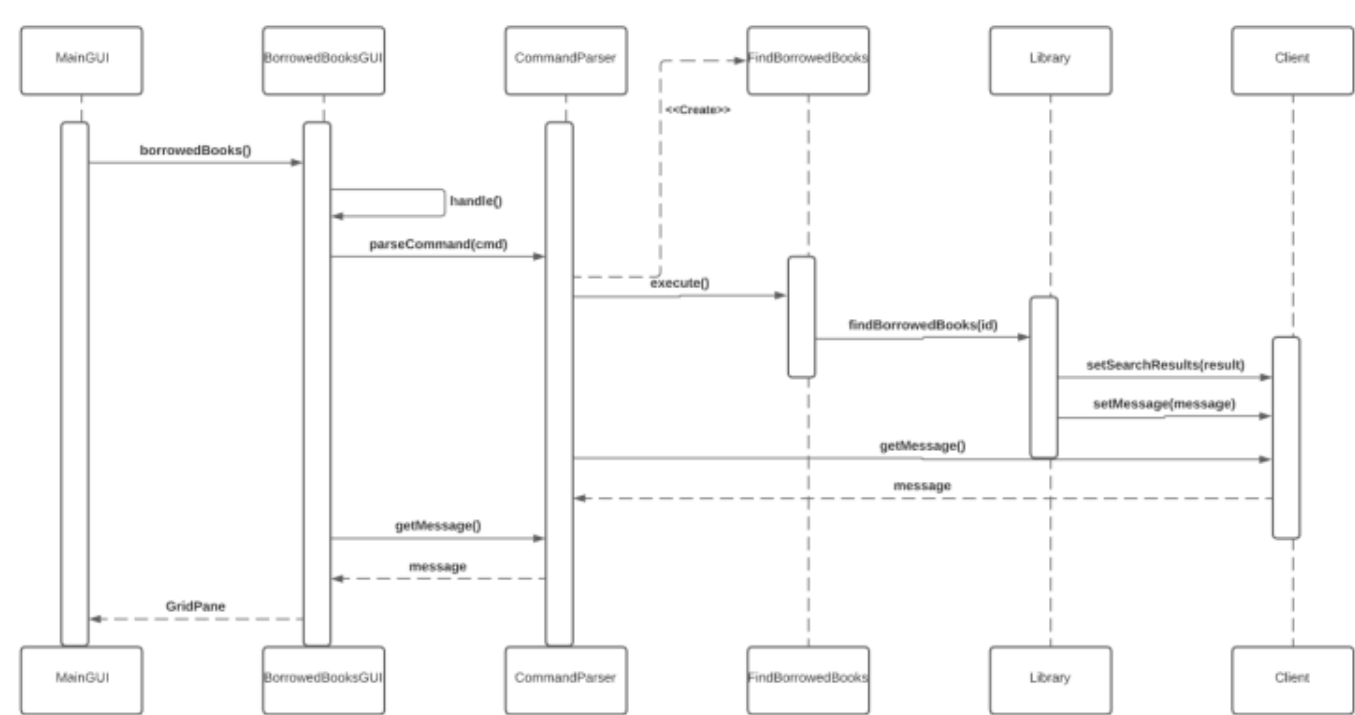 MainGUI
BorrowedBooksGUI
CommandParser
FindBorrowedBooks
Library
Client
<<Create>>
borrowedBooks()
handle()
parseCommand(cmd)
execute()
findBorrowedBooks(id)
setSearchResults(result)
setMessage(message)
getMessage()
message
getMessage()
message
GridPane
MainGUI
BorrowedBooksGUI
CommandParser
FindBorrowedBooks
Library
Client